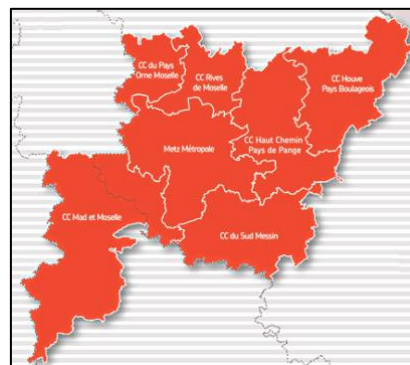 CC du Pays
Orne Moselle
CC Rives
de Moselle
CC Houve
Pays Boulageois
Metz Métropole
CC Haut Chemin
Pays de Pange
CC Mad et Moselle
CC du Sud Messin